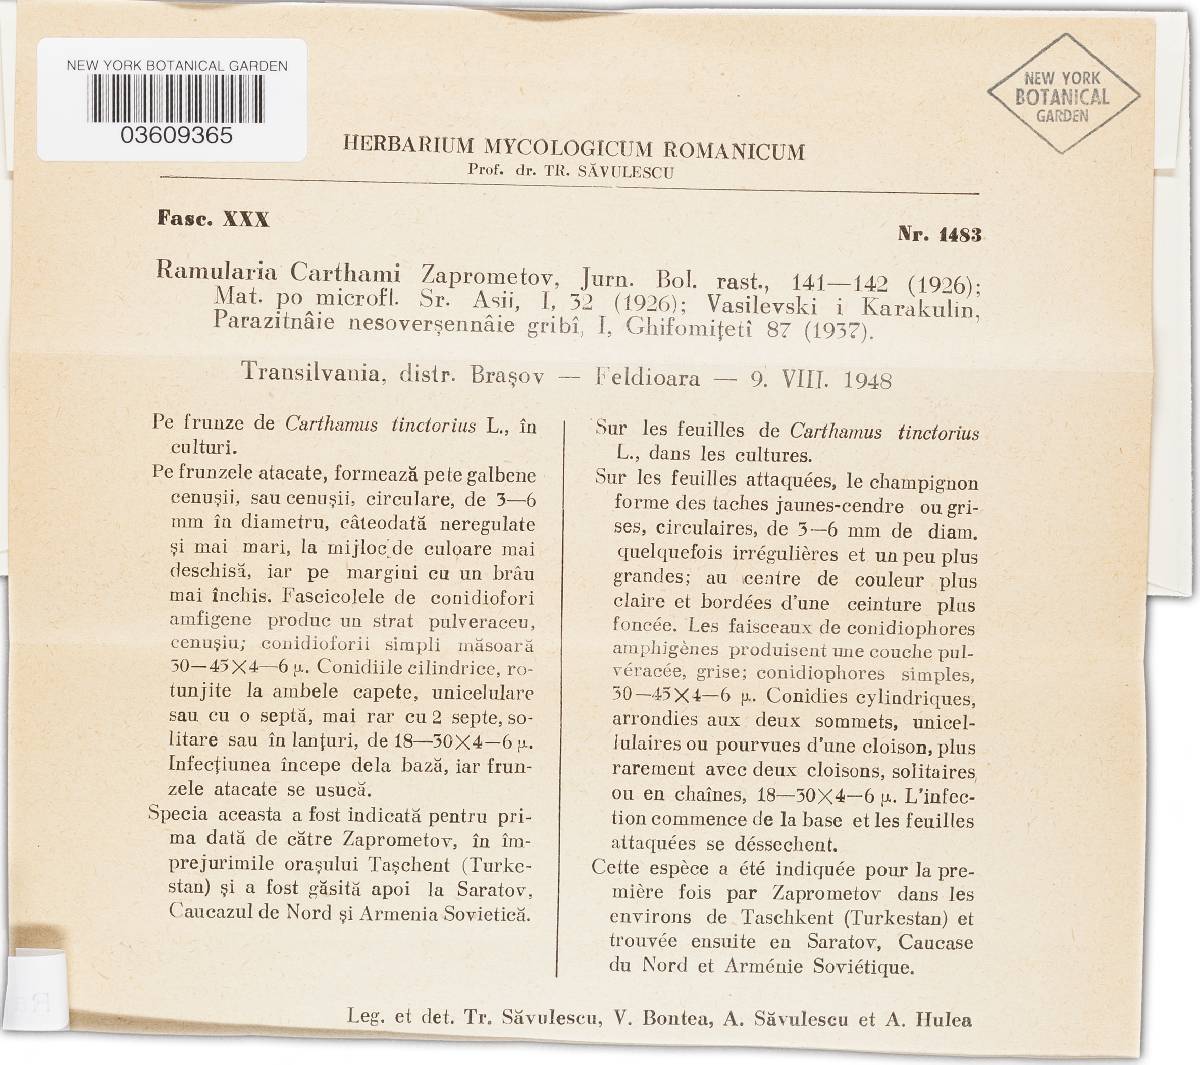 NEW YORK BOTANICAL GARDEN
03609365
NEW YORK
BOTANICAL
GARDEN
HERBARIUM MYCOLOGICUM ROMANICUM
Prof. dr. TR. SĂVULESCU
Fasc. XXX
Nr. 1483
Ramularia Carthami Zaprometov, Jurn. Bol. rast., 141—142 (1926);
Mat. po microfl. Sr. Asii, I, 32 (1926); Vasilevski i Karakulin,
Parazitnâie nesoverşennâie gribî, I, Ghifomiţetî 87 (1937).
Transilvania, distr. Braşov — Feldioara — 9. VIII. 1948
Pe frunze de Carthamus tinctorius L., în
culturi.
Pe frunzele atacate, formează pete galbene
cenuşii, sau cenuşii, circulare, de 3—6
mm în diametru, câteodată neregulate
şi mai mari, la mijloc de culoare mai
deschisă, iar pe margini cu un brâu
mai închis. Fascicolele de conidiofori
amfigene produc un strat pulveraceu,
cenuşiu; conidioforii simpli măsoară
30—45×4—6 µ. Conidiile cilindrice, ro-
tunjite la ambele capete, unicelulare
sau cu o septă, mai rar cu 2 septe, so-
litare sau în lanţuri, de 18—30×4—6 µ.
Infecţiunea începe dela bază, iar frun-
zele atacate se usucă.
Specia aceasta a fost indicată pentru pri-
ma dată de către Zaprometov, în îm-
prejurimile oraşului Taşchent (Turke-
stan) şi a fost găsită apoi la Saratov,
Caucazul de Nord şi Armenia Sovietică.
Sur les feuilles de Carthamus tinctorius
L., dans les cultures.
Sur les feuilles attaquées, le champignon
forme des taches jaunes-cendre ou gri-
ses, circulaires, de 3—6 mm de diam.
quelquefois irrégulières et un peu plus
grandes; au centre de couleur plus
claire et bordées d'une ceinture plus
foncée. Les faisceaux de conidiophores
amphigènes produisent une couche pul-
véracée, grise; conidiophores simples,
30—45×4—6 µ. Conidies cylindriques,
arrondies aux deux sommets, unicel-
lulaires ou pourvues d'une cloison, plus
rarement avec deux cloisons, solitaires
ou en chaînes, 18—30×4—6 µ. L'infec-
tion commence de la base et les feuilles
attaquées se déssechent.
Cette espèce a été indiquée pour la pre-
mière fois par Zaprometov dans les
environs de Taschkent (Turkestan) et
trouvée ensuite en Saratov, Caucase
du Nord et Arménie Soviétique.
Leg. et det. Tr. Săvulescu, V. Bontea, A. Săvulescu et A. Hulea